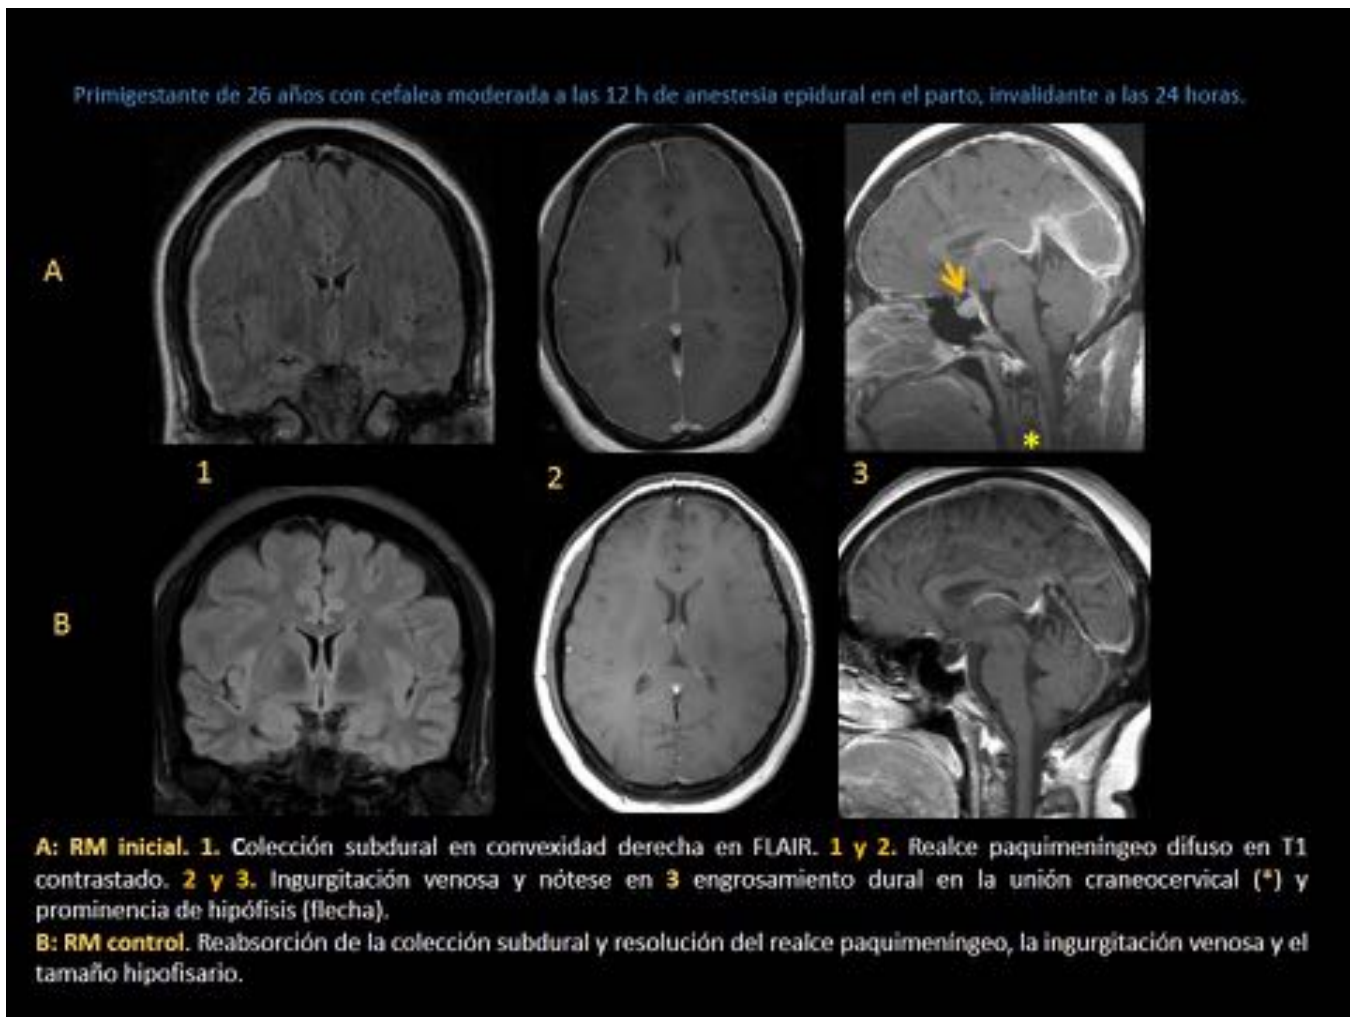 Primigestante de 26 años con cefalea moderada a las 12 h de anestesia epidural en el parto, invalidante a las 24 horas.
A
*
1
2
3
B
A: RM inicial. 1. Colección subdural en convexidad derecha en FLAIR. 1 y 2. Realce paquimeníngeo difuso en T1
contrastado. 2 y 3. Ingurgitación venosa y nótese en 3 engrosamiento dural en la unión craneocervical (*) y
prominencia de hipófisis (flecha).
B: RM control. Reabsorción de la colección subdural y resolución del realce paquimeníngeo, la ingurgitación venosa y el
tamaño hipofisario.